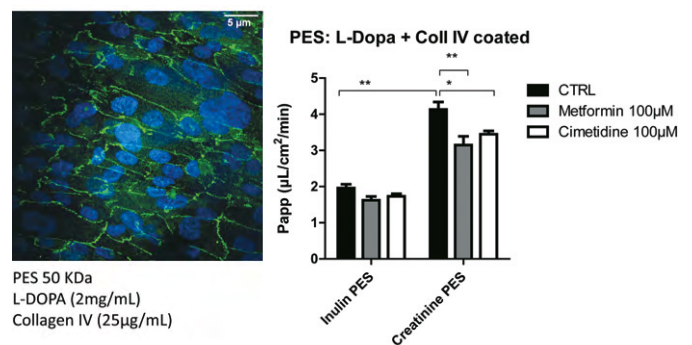 5 µm
PES 50 KDa
L-DOPA (2mg/mL)
Collagen IV (25µg/mL)
PES: L-Dopa + Coll IV coated
**
**
*
Papp (µL/cm²/min)
5
4
3
2
1
0
Inulin PES
Creatinine PES
CTRL
Metformin 100µM
Cimetidine 100µM